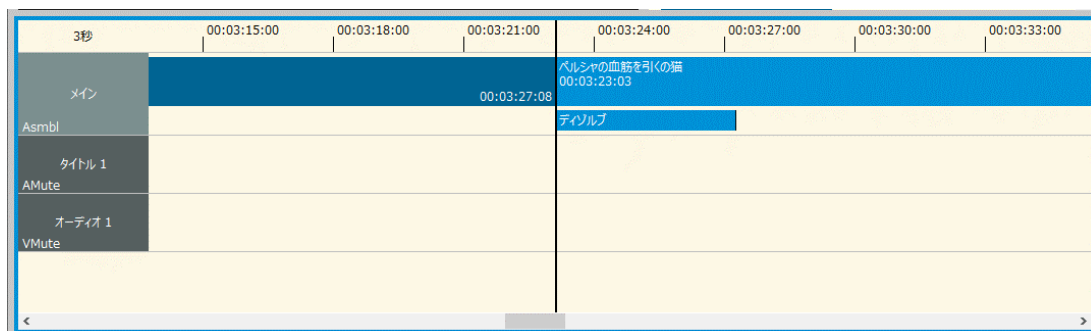 3秒
00:03:15:00
00:03:18:00
00:03:21:00
00:03:24:00
00:03:27:00
00:03:30:00
00:03:33:00
メイン
Asmbl
00:03:27:08
ペルシャの血筋を引くの猫
00:03:23:03
ディゾルブ
タイトル 1
AMute
オーディオ 1
VMute